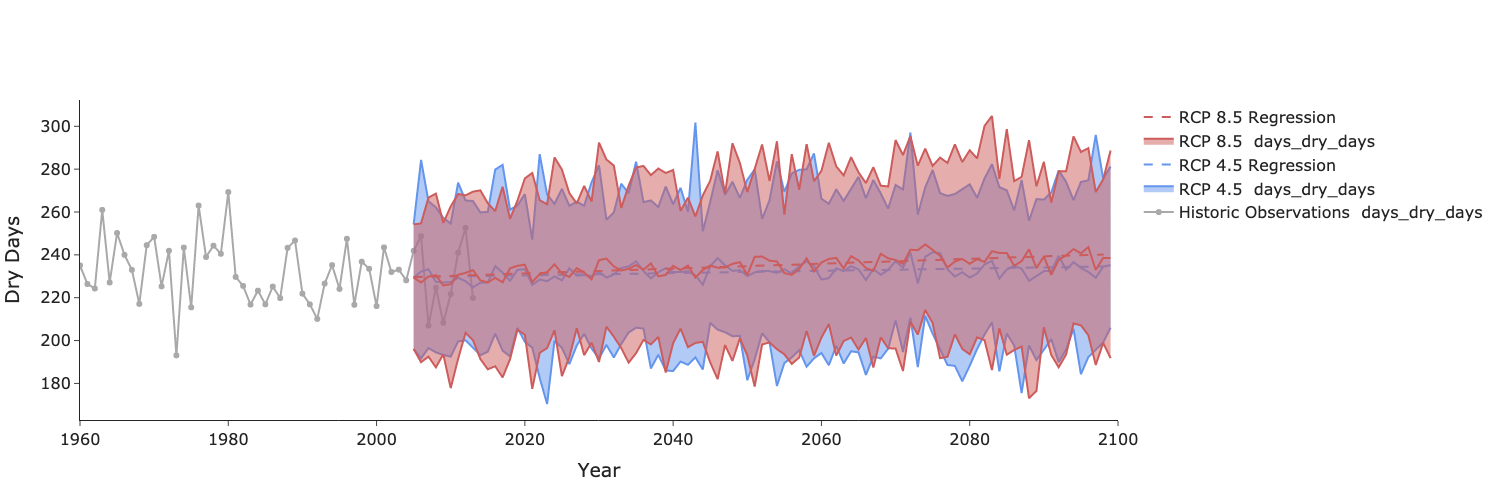 300
280
260
240
220
200
180
Dry Days
1960
1980
2000
2020
2040
2060
2080
2100
Year
RCP 8.5 Regression
RCP 8.5  days_dry_days
RCP 4.5 Regression
RCP 4.5  days_dry_days
Historic Observations  days_dry_days